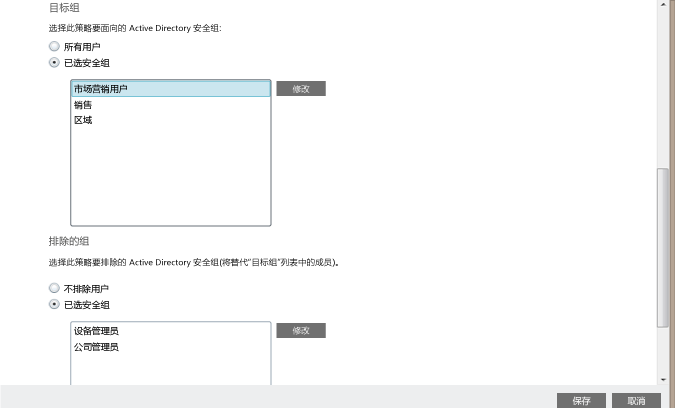 目标组
选择此策略要面向的 Active Directory 安全组:
所有用户
已选安全组
市场营销用户
修改
销售
区域
排除的组
选择此策略要排除的 Active Directory 安全组(将替代"目标组"列表中的成员)。
不排除用户
已选安全组
设备管理员
修改
公司管理员
保存
取消